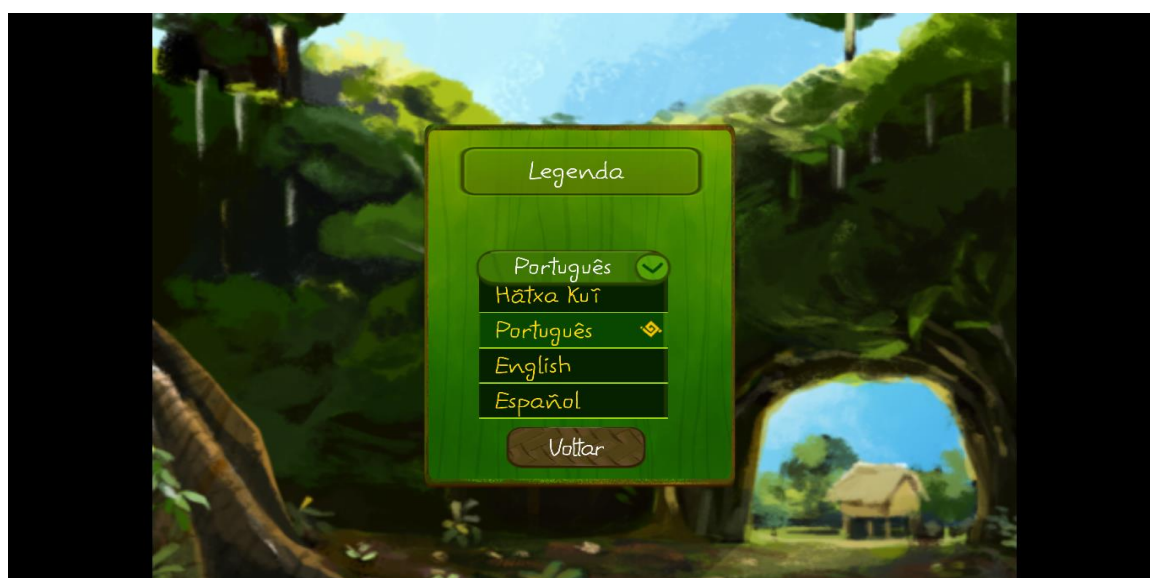 Legenda
Português
Hãtxa Kuĩ
Português
English
Español
Voltar